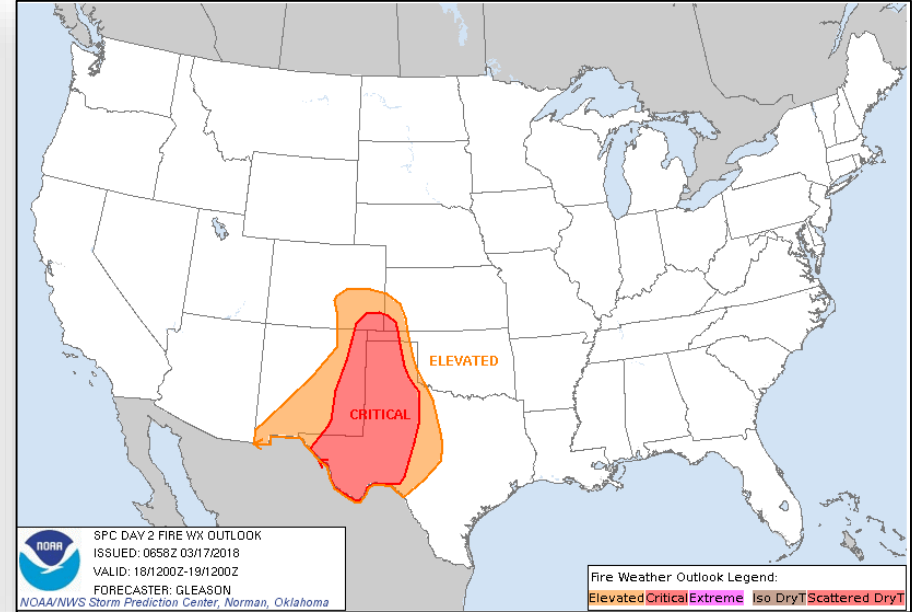 ELEVATED
CRITICAL
NOAA
SPC DAY 2 FIRE WX OUTLOOK
ISSUED: 0658Z 03/17/2018
VALID: 18/1200Z-19/1200Z
FORECASTER: GLEASON
NOAA/NWS Storm Prediction Center, Norman, Oklahoma
Fire Weather Outlook Legend:
Elevated Critical Extreme Iso DryT Scattered DryT